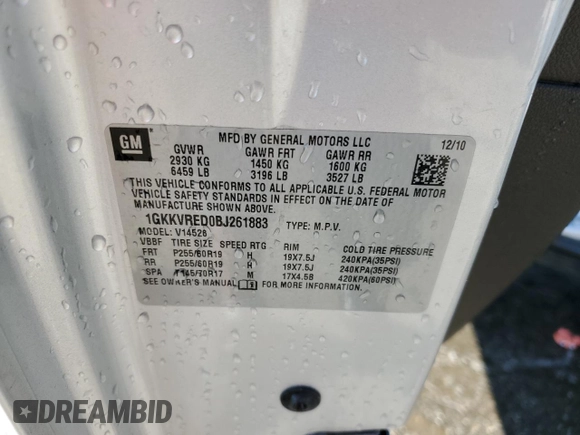 GM
MFD BY GENERAL MOTORS LLC
12/10
GVWR GAWR FRT GAWR RR
2930 KG 1450 KG 1600 KG
6459 LB 3196 LB 3527 LB
THIS VEHICLE CONFORMS TO ALL APPLICABLE U.S. FEDERAL MOTOR
VEHICLE SAFETY STANDARDS IN EFFECT ON THE DATE OF
MANUFACTURE SHOWN ABOVE.
1GKKVRED0BJ261883 TYPE: M.P.V.
MODEL: V14526
VBBF TIRE SIZE SPEED RTG RIM COLD TIRE PRESSURE
FRT P255/60R19 H 19X7.5J 240KPA(35PSI)
RR P255/60R19 H 19X7.5J 240KPA(35PSI)
SPA T145/70R17 M 17X4.5B 420KPA(60PSI)
SEE OWNER'S MANUAL
DREAMBID